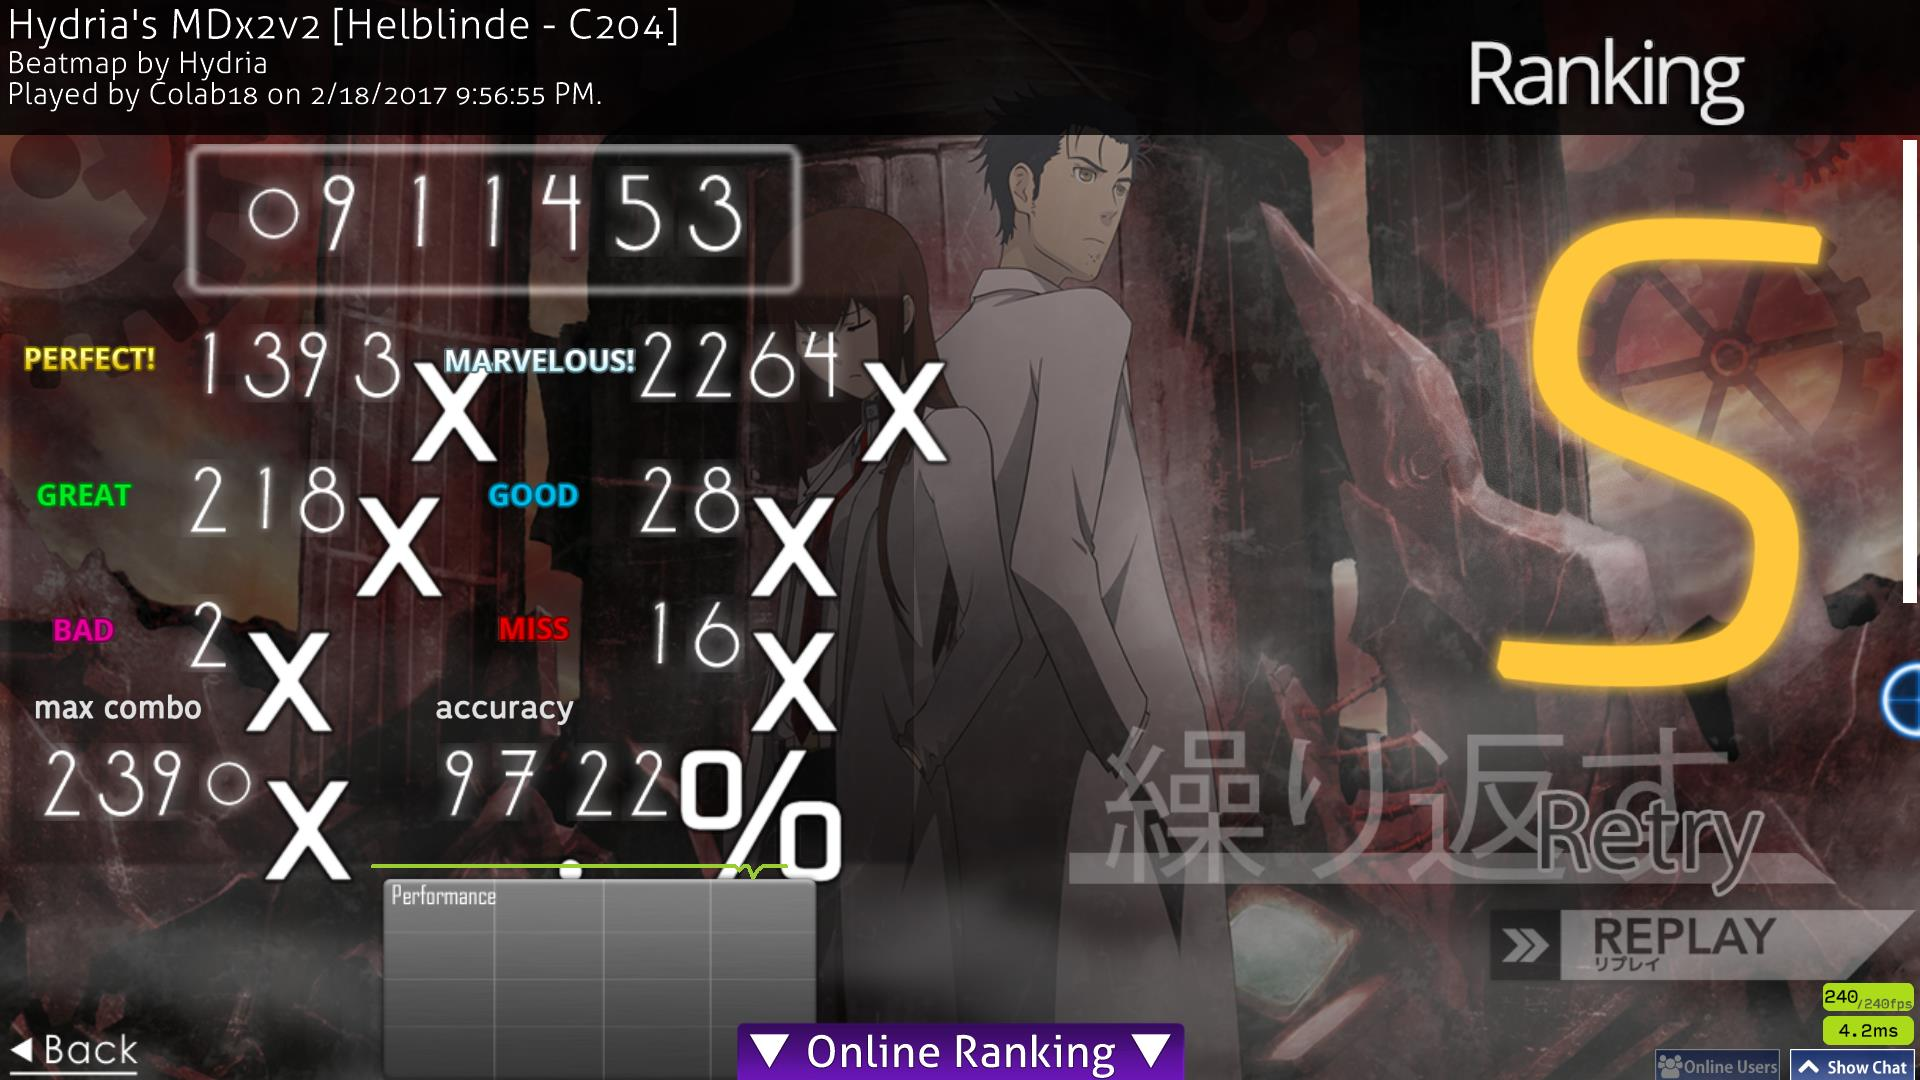 Hydria's MDx2v2 [Helblinde - C204]
Beatmap by Hydria
Played by Colab18 on 2/18/2017 9:56:55 PM.
Ranking
0911453
PERFECT! 1393x MARVELOUS! 2264x
GREAT 218x GOOD 28x
BAD 2x MISS 16x
max combo accuracy
2390x 97.22%
繰り返す
Retry
Performance
REPLAY
リプレイ
240/240fps
4.2ms
Back
▼ Online Ranking ▼
Online Users
Show Chat